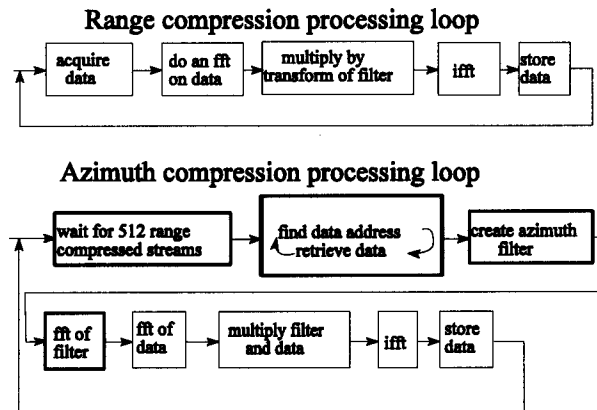 Range compression processing loop
acquire
data
do an fft
on data
multiply by
transform of filter
ifft
store
data
Azimuth compression processing loop
wait for 512 range
compressed streams
find data address
retrieve data
create azimuth
filter
fft of
filter
fft of
data
multiply filter
and data
ifft
store
data